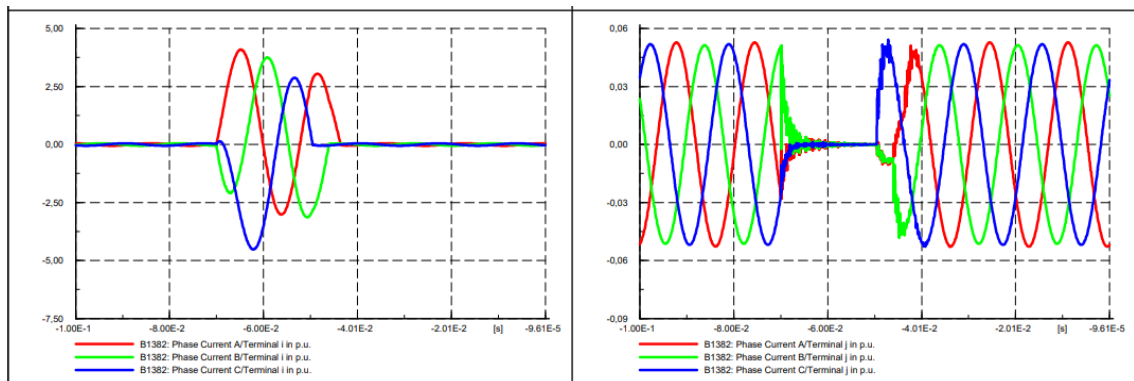 5,00
2,50
0,00
-2,50
-5,00
-7,50
-1.00E-1 -8.00E-2 -6.00E-2 -4.01E-2 -2.01E-2 [s] -9.61E-5
B1382: Phase Current A/Terminal i in p.u.
B1382: Phase Current B/Terminal i in p.u.
B1382: Phase Current C/Terminal i in p.u.
0,06
0,03
0,00
-0,03
-0,06
-0,09
-1.00E-1 -8.00E-2 -6.00E-2 -4.01E-2 -2.01E-2 [s] -9.61E-5
B1382: Phase Current A/Terminal j in p.u.
B1382: Phase Current B/Terminal j in p.u.
B1382: Phase Current C/Terminal j in p.u.